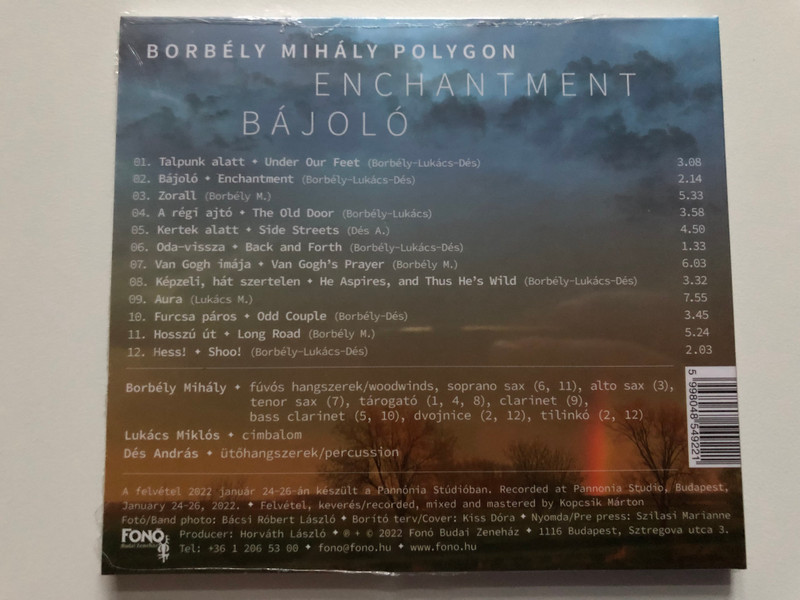 BORBÉLY MIHÁLY POLYGON
ENCHANTMENT
BÁJOLÓ
01. Talpunk alatt ✦ Under Our Feet (Borbély-Lukács-Dés) 3.08
02. Bájoló ✦ Enchantment (Borbély-Lukács-Dés) 2.14
03. Zorall (Borbély M.) 5.33
04. A régi ajtó ✦ The Old Door (Borbély-Lukács) 3.58
05. Kertek alatt ✦ Side Streets (Dés A.) 4.50
06. Oda-vissza ✦ Back and Forth (Borbély-Lukács-Dés) 1.33
07. Van Gogh imája ✦ Van Gogh's Prayer (Borbély M.) 6.03
08. Képzeli, hát szertelen ✦ He Aspires, and Thus He's Wild (Borbély-Lukács-Dés) 3.32
09. Aura (Lukács M.) 7.55
10. Furcsa páros ✦ Odd Couple (Borbély-Dés) 3.45
11. Hosszú út ✦ Long Road (Borbély M.) 5.24
12. Hess! ✦ Shoo! (Borbély-Lukács-Dés) 2.03
Borbély Mihály ✦ fúvós hangszerek/woodwinds, soprano sax (6, 11), alto sax (3),
tenor sax (7), tárogató (1, 4, 8), clarinet (9),
bass clarinet (5, 10), dvojnice (2, 12), tilinkó (2, 12)
Lukács Miklós ✦ cimbalom
Dés András ✦ ütőhangszerek/percussion
5 998048 549221
A felvétel 2022 január 24-26-án készült a Pannónia Stúdióban. Recorded at Pannonia Studio, Budapest,
January 24-26, 2022. ✦ Felvétel, keverés/recorded, mixed and mastered by Kopcsik Márton
Fotó/Band photo: Bácsi Róbert László ✦ Borító terv/Cover: Kiss Dóra ✦ Nyomda/Pre press: Szilasi Marianne
FONÓ
Budai Zeneház
Producer: Horváth László ✦ ℗ + © 2022 Fonó Budai Zeneház ✦ 1116 Budapest, Sztregova utca 3.
Tel: +36 1 206 53 00 ✦ fono@fono.hu ✦ www.fono.hu